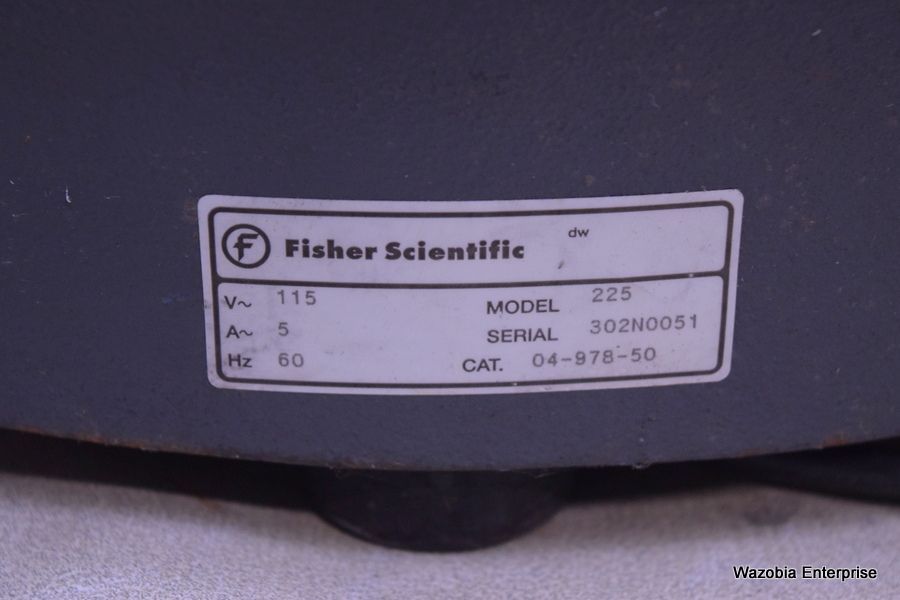 F Fisher Scientific dw
V~ 115 MODEL 225
A~ 5 SERIAL 302N0051
Hz 60 CAT. 04-978-50
Wazobia Enterprise